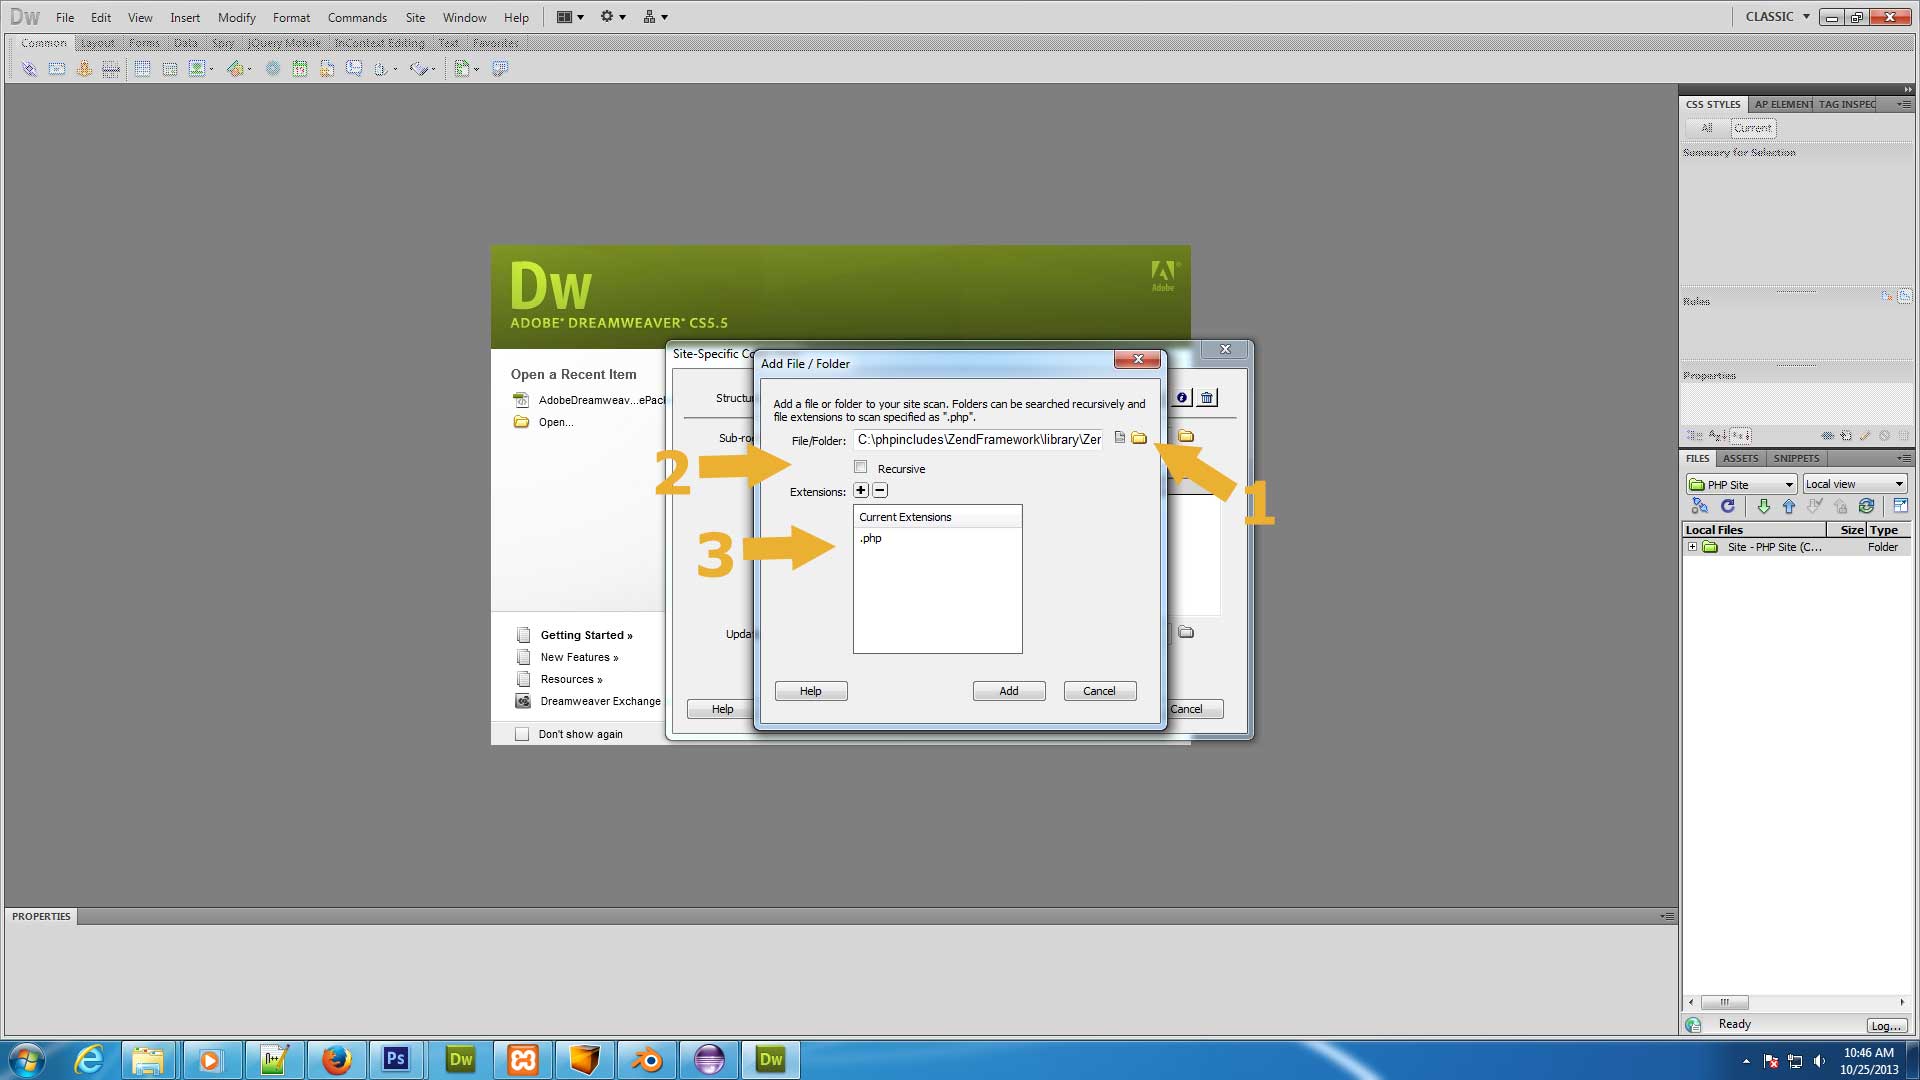 Dw File Edit View Insert Modify Format Commands Site Window Help CLASSIC
Common Layout Forms Data Spry jQuery Mobile InContext Editing Text Favorites
CSS STYLES AP ELEMENT TAG INSPEC
All Current
Summary for Selection
Dw
Adobe
ADOBE® DREAMWEAVER® CS5.5
Rules
Properties
Site-Specific Co
Add File / Folder
Open a Recent Item
AdobeDreamweav...ePack
Open...
Structu
Add a file or folder to your site scan. Folders can be searched recursively and
file extensions to scan specified as ".php".
Sub-ro
File/Folder: C:\phpincludes\ZendFramework\library\Zer
Recursive
Extensions:
Current Extensions
.php
1
2
3
Getting Started »
New Features »
Resources »
Dreamweaver Exchange
Don't show again
Updat
Help Add Cancel
Help Cancel
FILES ASSETS SNIPPETS
PHP Site Local view
Local Files Size Type
Site - PHP Site (C... Folder
PROPERTIES
Ready Log...
Ps Dw Dw
10:46 AM
10/25/2013